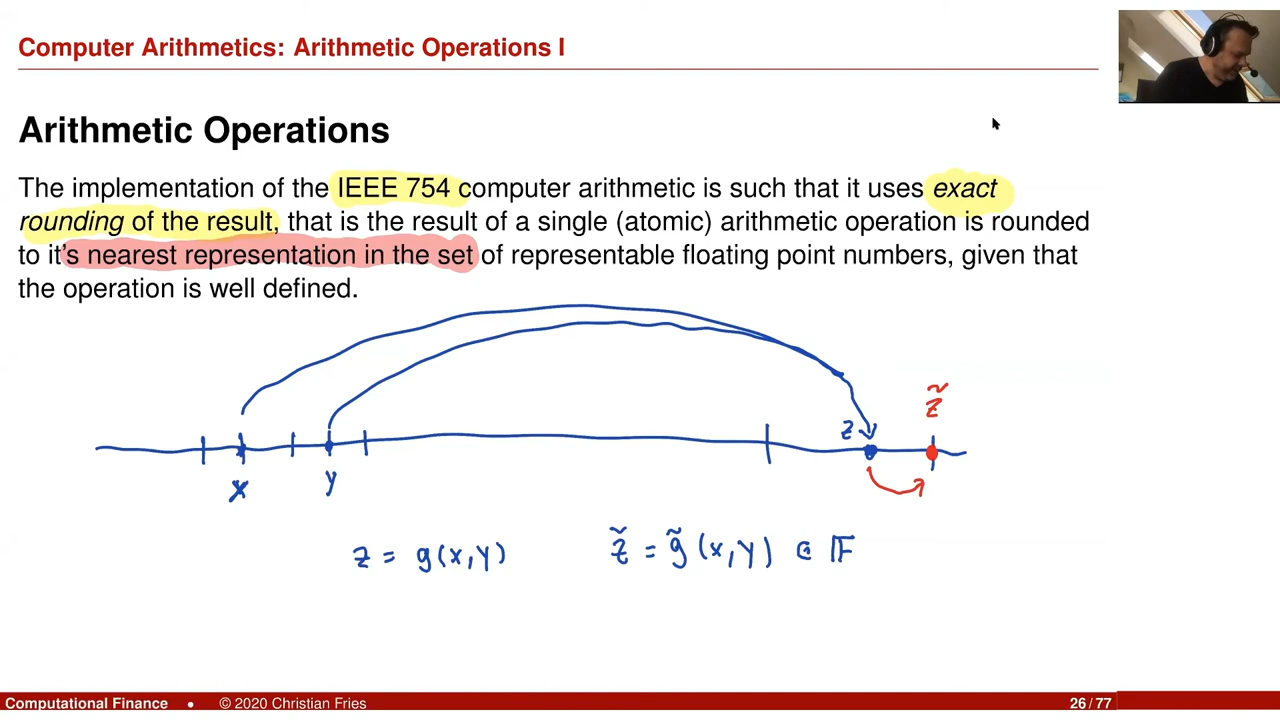 Computer Arithmetics: Arithmetic Operations I
Arithmetic Operations
The implementation of the IEEE 754 computer arithmetic is such that it uses exact
rounding of the result, that is the result of a single (atomic) arithmetic operation is rounded
to it's nearest representation in the set of representable floating point numbers, given that
the operation is well defined.
z̃
z
x y
z = g(x,y) z̃ = g̃(x,y) ∈ 𝔽
Computational Finance • © 2020 Christian Fries 26 / 77